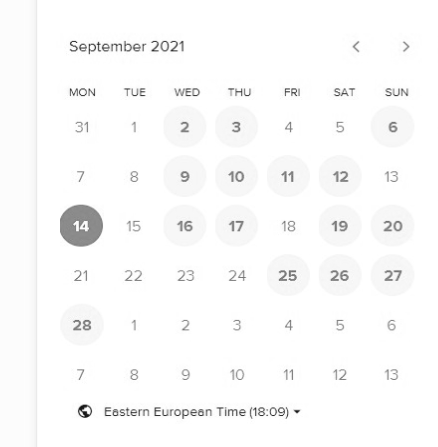 September 2021
MON TUE WED THU FRI SAT SUN
31 1 2 3 4 5 6
7 8 9 10 11 12 13
14 15 16 17 18 19 20
21 22 23 24 25 26 27
28 1 2 3 4 5 6
7 8 9 10 11 12 13
Eastern European Time (18:09)